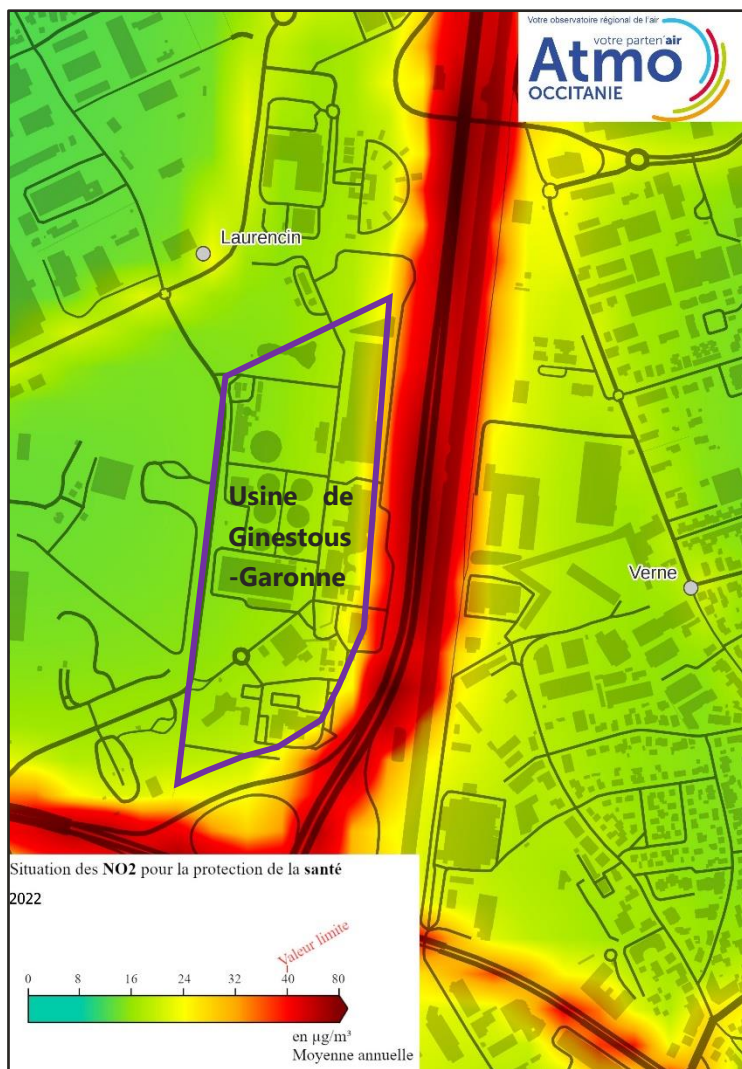 Votre observatoire régional de l'air
votre parten'air
Atmo
OCCITANIE
Laurencin
Usine de
Ginestous
-Garonne
Verne
Situation des NO2 pour la protection de la santé
2022
Valeur limite
0 8 16 24 32 40 80
en µg/m³
Moyenne annuelle